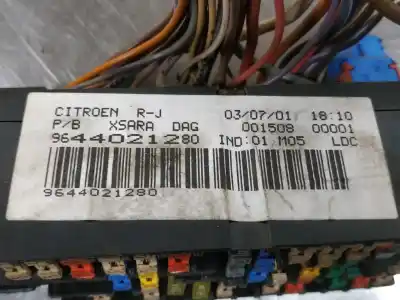 CITROEN R-J 03/07/01 18:10
P/B XSARA DAG 001508 00001
9644021280 IND:01 M05 LDC
9644021280